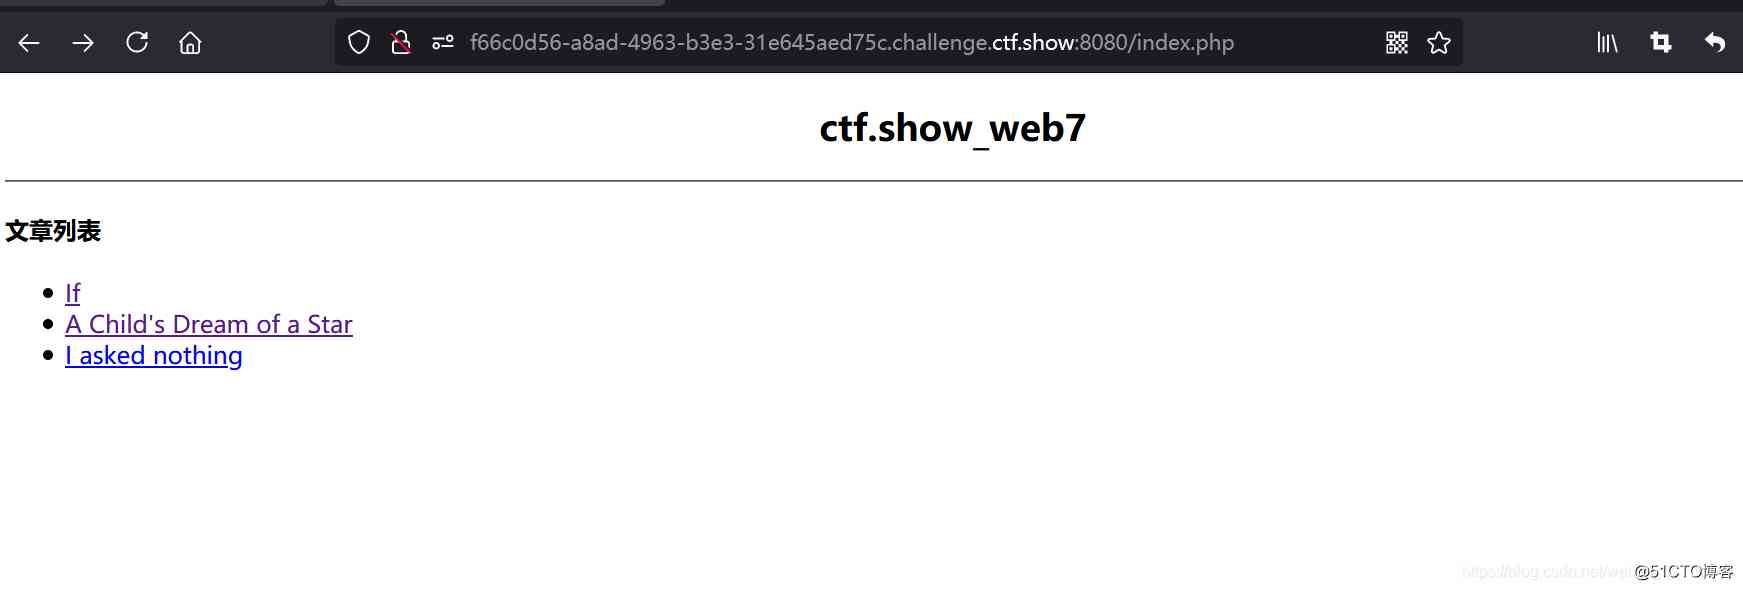 f66c0d56-a8ad-4963-b3e3-31e645aed75c.challenge.ctf.show:8080/index.php
ctf.show_web7
文章列表
If
A Child's Dream of a Star
I asked nothing
https://blog.csdn.net/we @51CTO博客